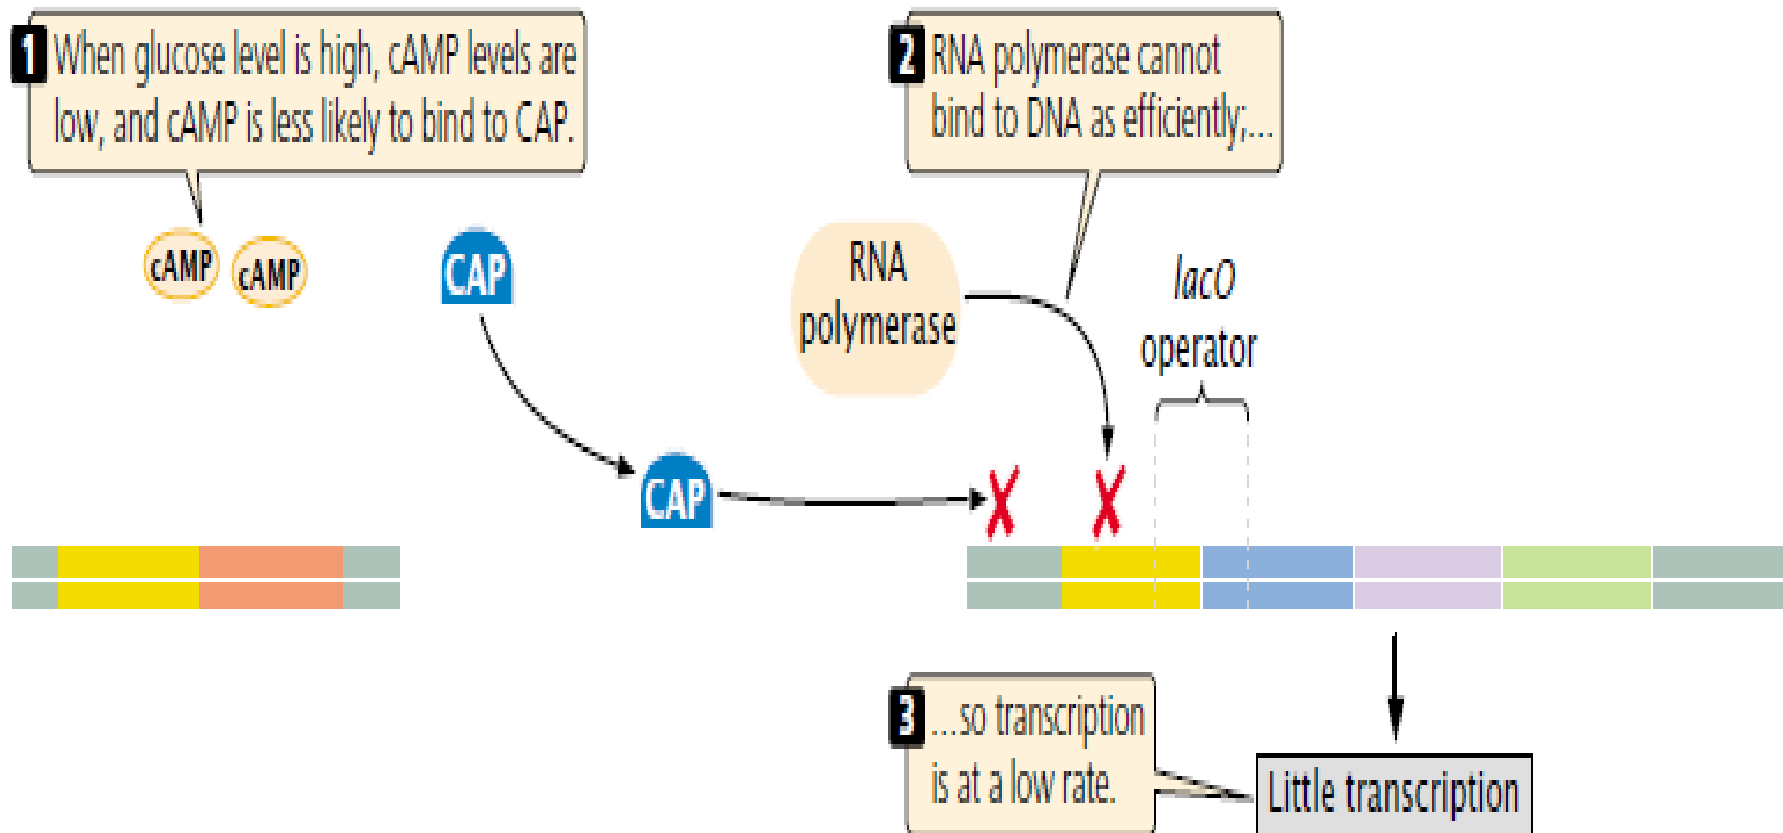 1 When glucose level is high, cAMP levels are
low, and cAMP is less likely to bind to CAP.
2 RNA polymerase cannot
bind to DNA as efficiently;...
cAMP
cAMP
CAP
RNA
polymerase
lacO
operator
CAP
X
X
3 ...so transcription
is at a low rate.
Little transcription